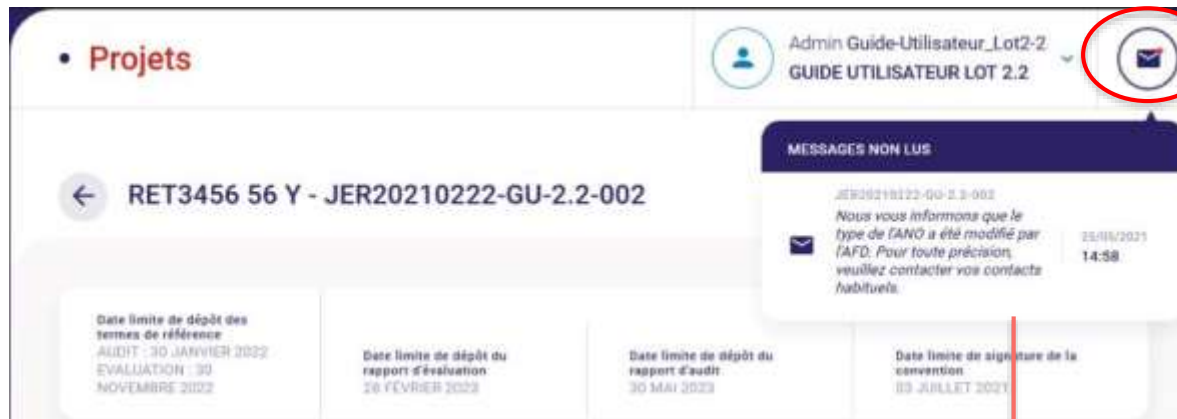 • Projets
Admin Guide-Utilisateur_Lot2-2
GUIDE UTILISATEUR LOT 2.2
MESSAGES NON LUS
← RET3456 56 Y - JER20210222-GU-2.2-002
JER20210222-GU-2.2-002
Nous vous informons que le
type de l'ANO a été modifié par
l'AFD. Pour toute précision,
veuillez contacter vos contacts
habituels.
14:58
Date limite de dépôt des
termes de référence
AUDIT : 30 JANVIER 2022
EVALUATION : 30
NOVEMBRE 2022
Date limite de dépôt du
rapport d'évaluation
28 FÉVRIER 2023
Date limite de dépôt du
rapport d'audit
30 MAI 2023
Date limite de signature de la
convention
03 JUILLET 2021